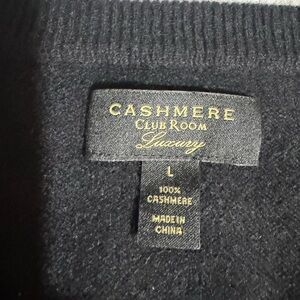 CASHMERE
CLUB ROOM
Luxury
L
100%
CASHMERE
MADE IN
CHINA